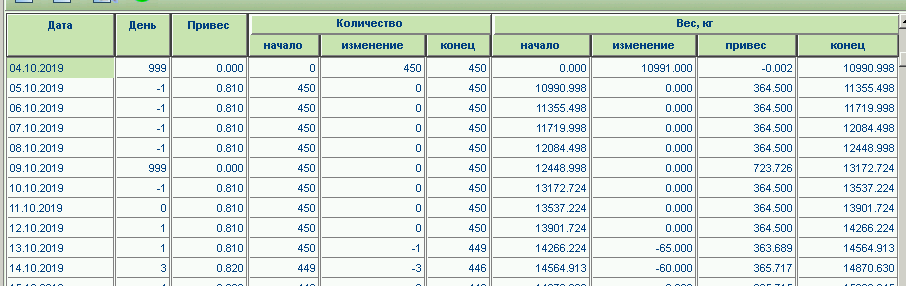 Дата День Привес Количество Вес, кг
начало изменение конец начало изменение привес конец
04.10.2019 999 0.000 0 450 450 0.000 10991.000 -0.002 10990.998
05.10.2019 -1 0.810 450 0 450 10990.998 0.000 364.500 11355.498
06.10.2019 -1 0.810 450 0 450 11355.498 0.000 364.500 11719.998
07.10.2019 -1 0.810 450 0 450 11719.998 0.000 364.500 12084.498
08.10.2019 -1 0.810 450 0 450 12084.498 0.000 364.500 12448.998
09.10.2019 999 0.000 450 0 450 12448.998 0.000 723.726 13172.724
10.10.2019 -1 0.810 450 0 450 13172.724 0.000 364.500 13537.224
11.10.2019 0 0.810 450 0 450 13537.224 0.000 364.500 13901.724
12.10.2019 1 0.810 450 0 450 13901.724 0.000 364.500 14266.224
13.10.2019 1 0.810 450 -1 449 14266.224 -65.000 363.689 14564.913
14.10.2019 3 0.820 449 -3 446 14564.913 -60.000 365.717 14870.630